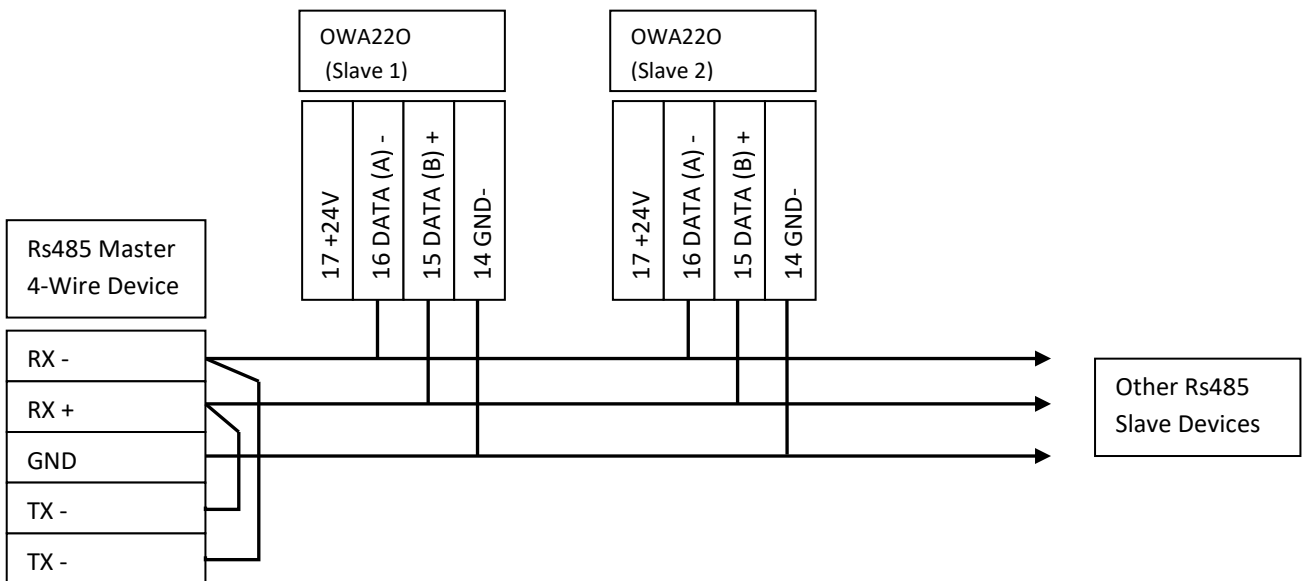 OWA22O
(Slave 1)
OWA22O
(Slave 2)
17 +24V
16 DATA (A) -
15 DATA (B) +
14 GND-
17 +24V
16 DATA (A) -
15 DATA (B) +
14 GND-
Rs485 Master
4-Wire Device
RX -
RX +
GND
TX -
TX -
Other Rs485
Slave Devices